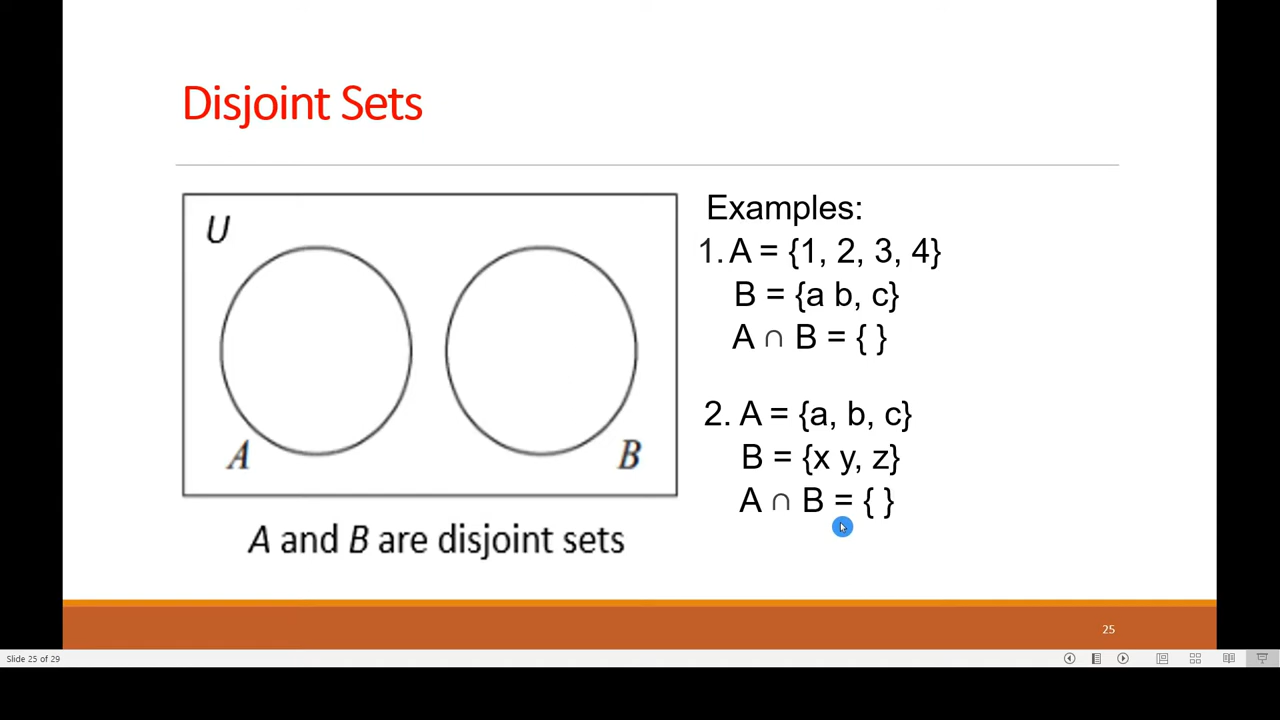 Disjoint Sets
U
A
B
A and B are disjoint sets
Examples:
1. A = {1, 2, 3, 4}
B = {a b, c}
A ∩ B = { }
2. A = {a, b, c}
B = {x y, z}
A ∩ B = { }
25
Slide 25 of 29